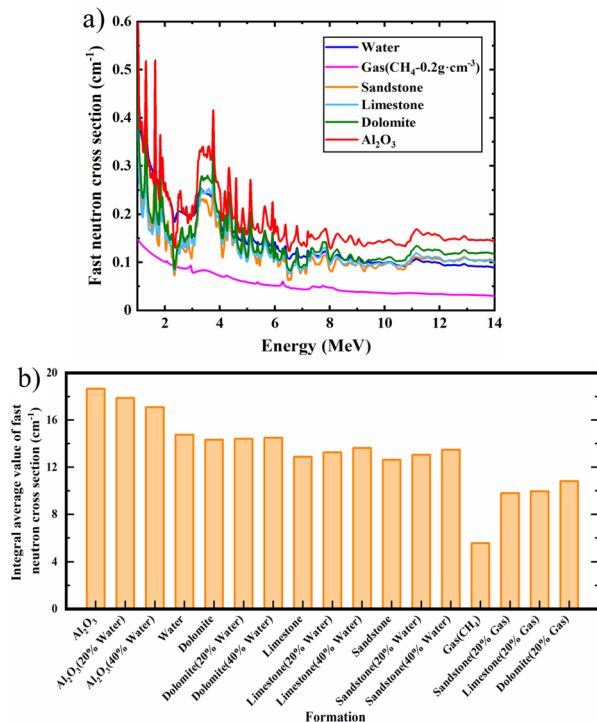 a)
0.6
0.5
0.4
0.3
0.2
0.1
0
Fast neutron cross section (cm⁻¹)
Water
Gas(CH₄-0.2g·cm⁻³)
Sandstone
Limestone
Dolomite
Al₂O₃
2 4 6 8 10 12 14
Energy (MeV)
b)
20
16
12
8
4
0
Integral average value of fast
neutron cross section (cm⁻¹)
Al₂O₃
Al₂O₃(20% Water)
Al₂O₃(40% Water)
Water
Dolomite
Dolomite(20% Water)
Dolomite(40% Water)
Limestone
Limestone(20% Water)
Limestone(40% Water)
Sandstone
Sandstone(20% Water)
Sandstone(40% Water)
Gas(CH₄)
Sandstone(20% Gas)
Limestone(20% Gas)
Dolomite(20% Gas)
Formation